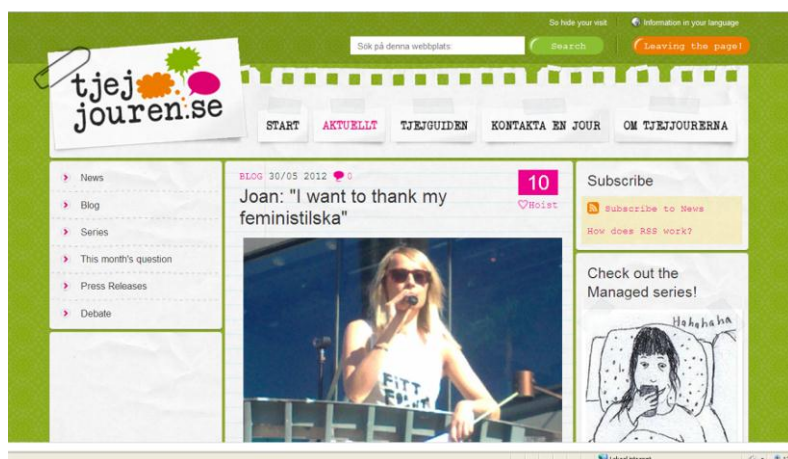 So hide your visit
Information in your language
Sök på denna webbplats:
Search
Leaving the page!
tjej
jouren.se
START
AKTUELLT
TJEJGUIDEN
KONTAKTA EN JOUR
OM TJEJJOURERNA
News
Blog
Series
This month's question
Press Releases
Debate
BLOG 30/05 2012 0
Joan: "I want to thank my
feministilska"
10
Hoist
FITT
Subscribe
Subscribe to News
How does RSS work?
Check out the
Managed series!
Hahahaha